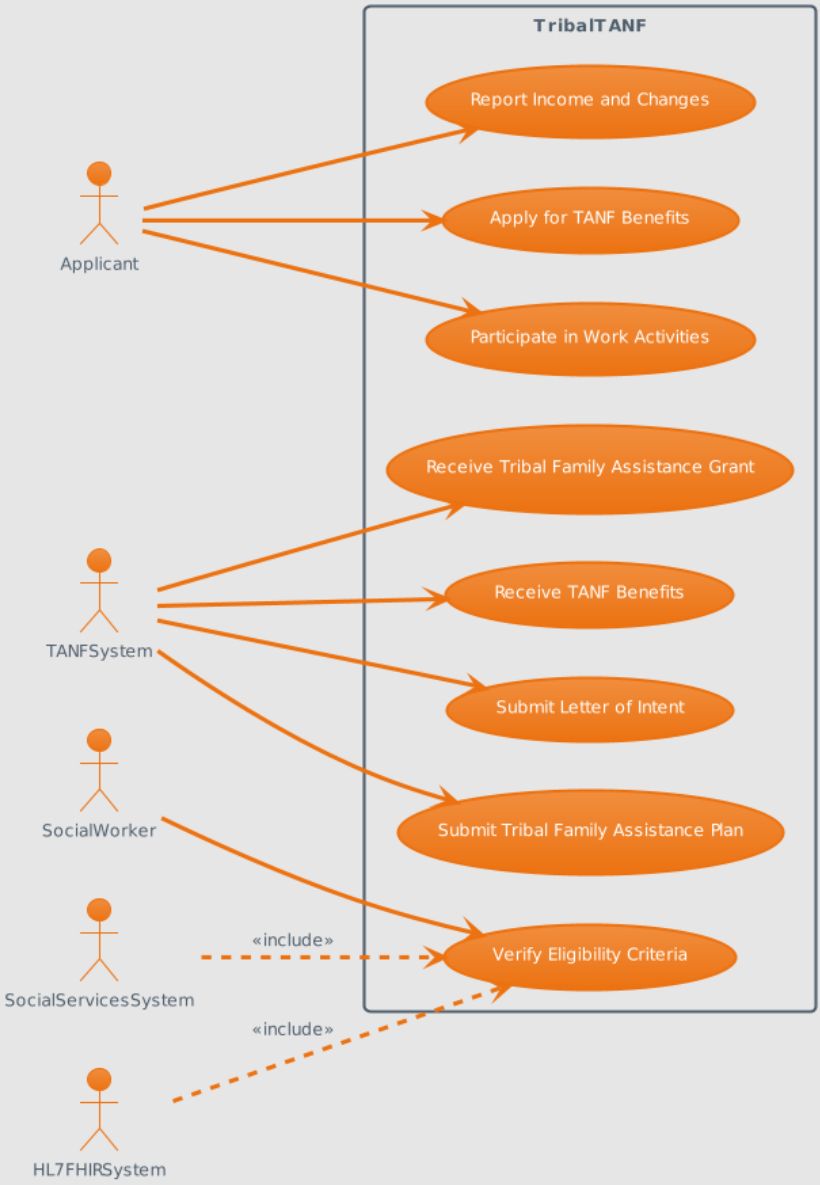 TribalTANF
Report Income and Changes
Apply for TANF Benefits
Applicant
Participate in Work Activities
Receive Tribal Family Assistance Grant
Receive TANF Benefits
TANFSystem
Submit Letter of Intent
Submit Tribal Family Assistance Plan
SocialWorker
«include»
Verify Eligibility Criteria
SocialServicesSystem
«include»
HL7FHIRSystem